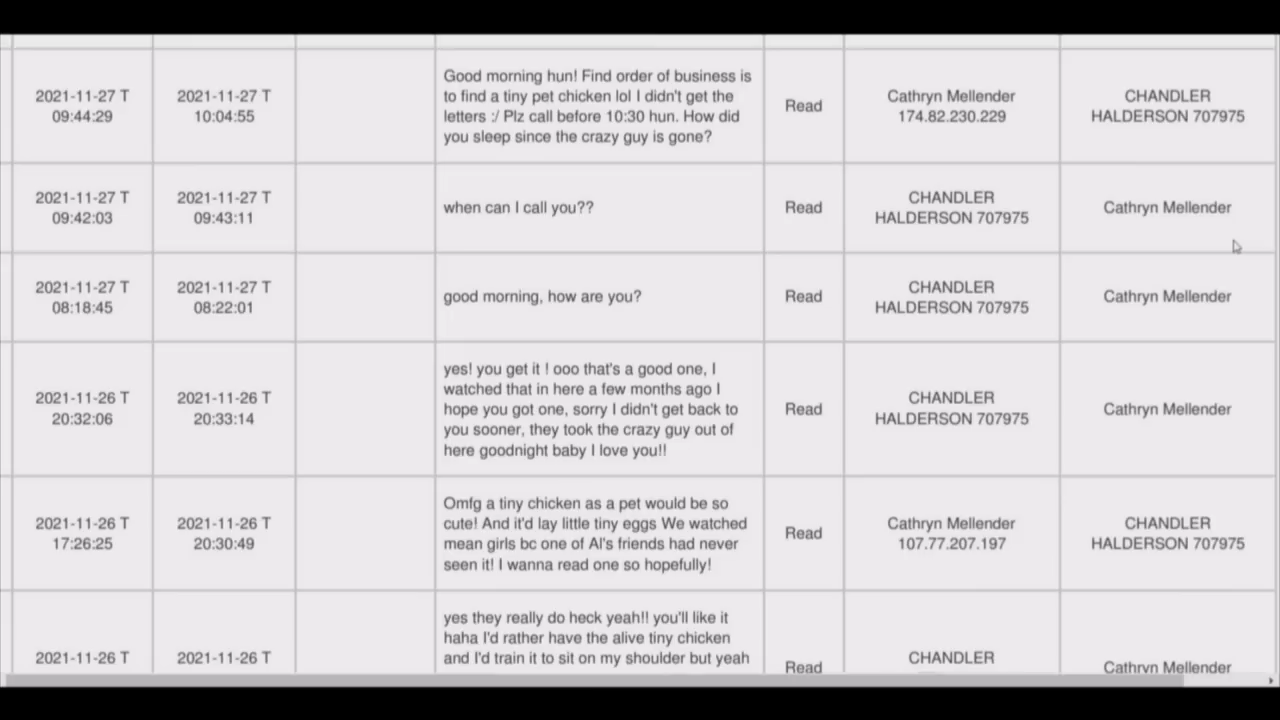 2021-11-27 T
09:44:29
2021-11-27 T
10:04:55
Good morning hun! Find order of business is
to find a tiny pet chicken lol I didn't get the
letters :/ Plz call before 10:30 hun. How did
you sleep since the crazy guy is gone?
Read
Cathryn Mellender
174.82.230.229
CHANDLER
HALDERSON 707975
2021-11-27 T
09:42:03
2021-11-27 T
09:43:11
when can I call you??
Read
CHANDLER
HALDERSON 707975
Cathryn Mellender
2021-11-27 T
08:18:45
2021-11-27 T
08:22:01
good morning, how are you?
Read
CHANDLER
HALDERSON 707975
Cathryn Mellender
2021-11-26 T
20:32:06
2021-11-26 T
20:33:14
yes! you get it ! ooo that's a good one, I
watched that in here a few months ago I
hope you got one, sorry I didn't get back to
you sooner, they took the crazy guy out of
here goodnight baby I love you!!
Read
CHANDLER
HALDERSON 707975
Cathryn Mellender
2021-11-26 T
17:26:25
2021-11-26 T
20:30:49
Omfg a tiny chicken as a pet would be so
cute! And it'd lay little tiny eggs We watched
mean girls bc one of Al's friends had never
seen it! I wanna read one so hopefully!
Read
Cathryn Mellender
107.77.207.197
CHANDLER
HALDERSON 707975
2021-11-26 T
2021-11-26 T
yes they really do heck yeah!! you'll like it
haha I'd rather have the alive tiny chicken
and I'd train it to sit on my shoulder but yeah
Read
CHANDLER
Cathryn Mellender